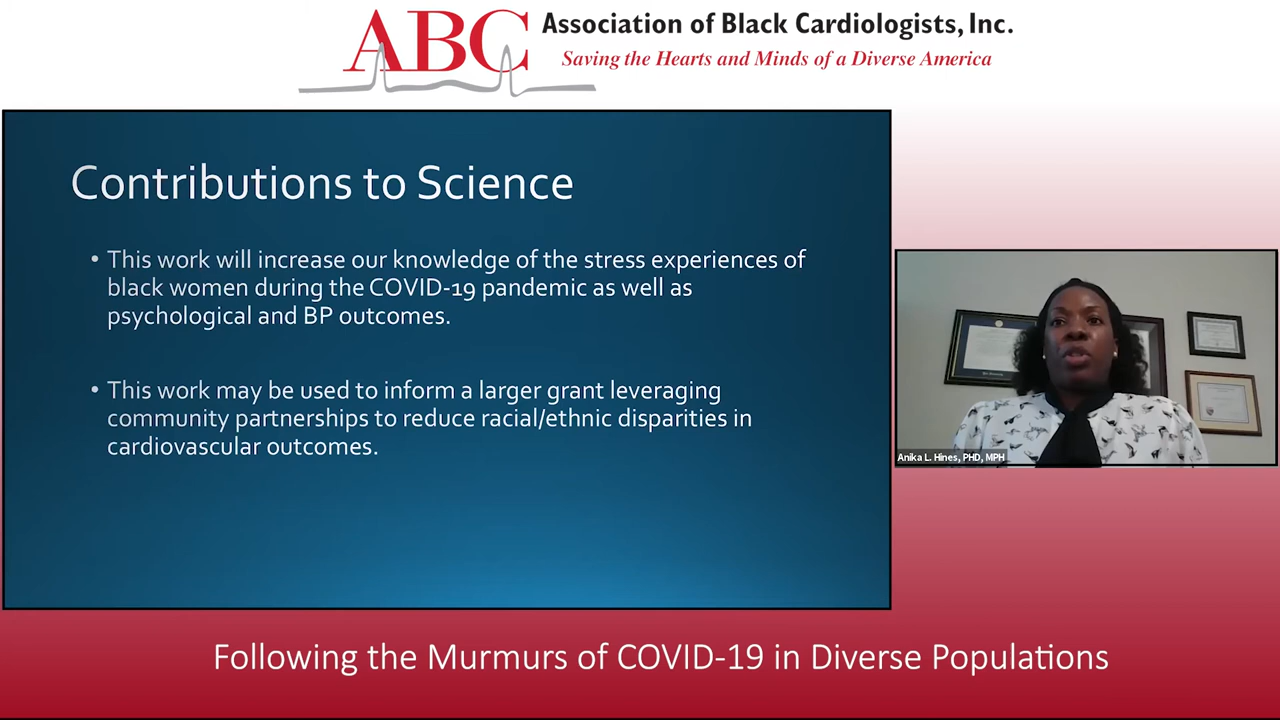 ABC
Association of Black Cardiologists, Inc.
Saving the Hearts and Minds of a Diverse America
Contributions to Science
• This work will increase our knowledge of the stress experiences of
black women during the COVID-19 pandemic as well as
psychological and BP outcomes.
• This work may be used to inform a larger grant leveraging
community partnerships to reduce racial/ethnic disparities in
cardiovascular outcomes.
Anika L. Hines, PHD, MPH
Following the Murmurs of COVID-19 in Diverse Populations